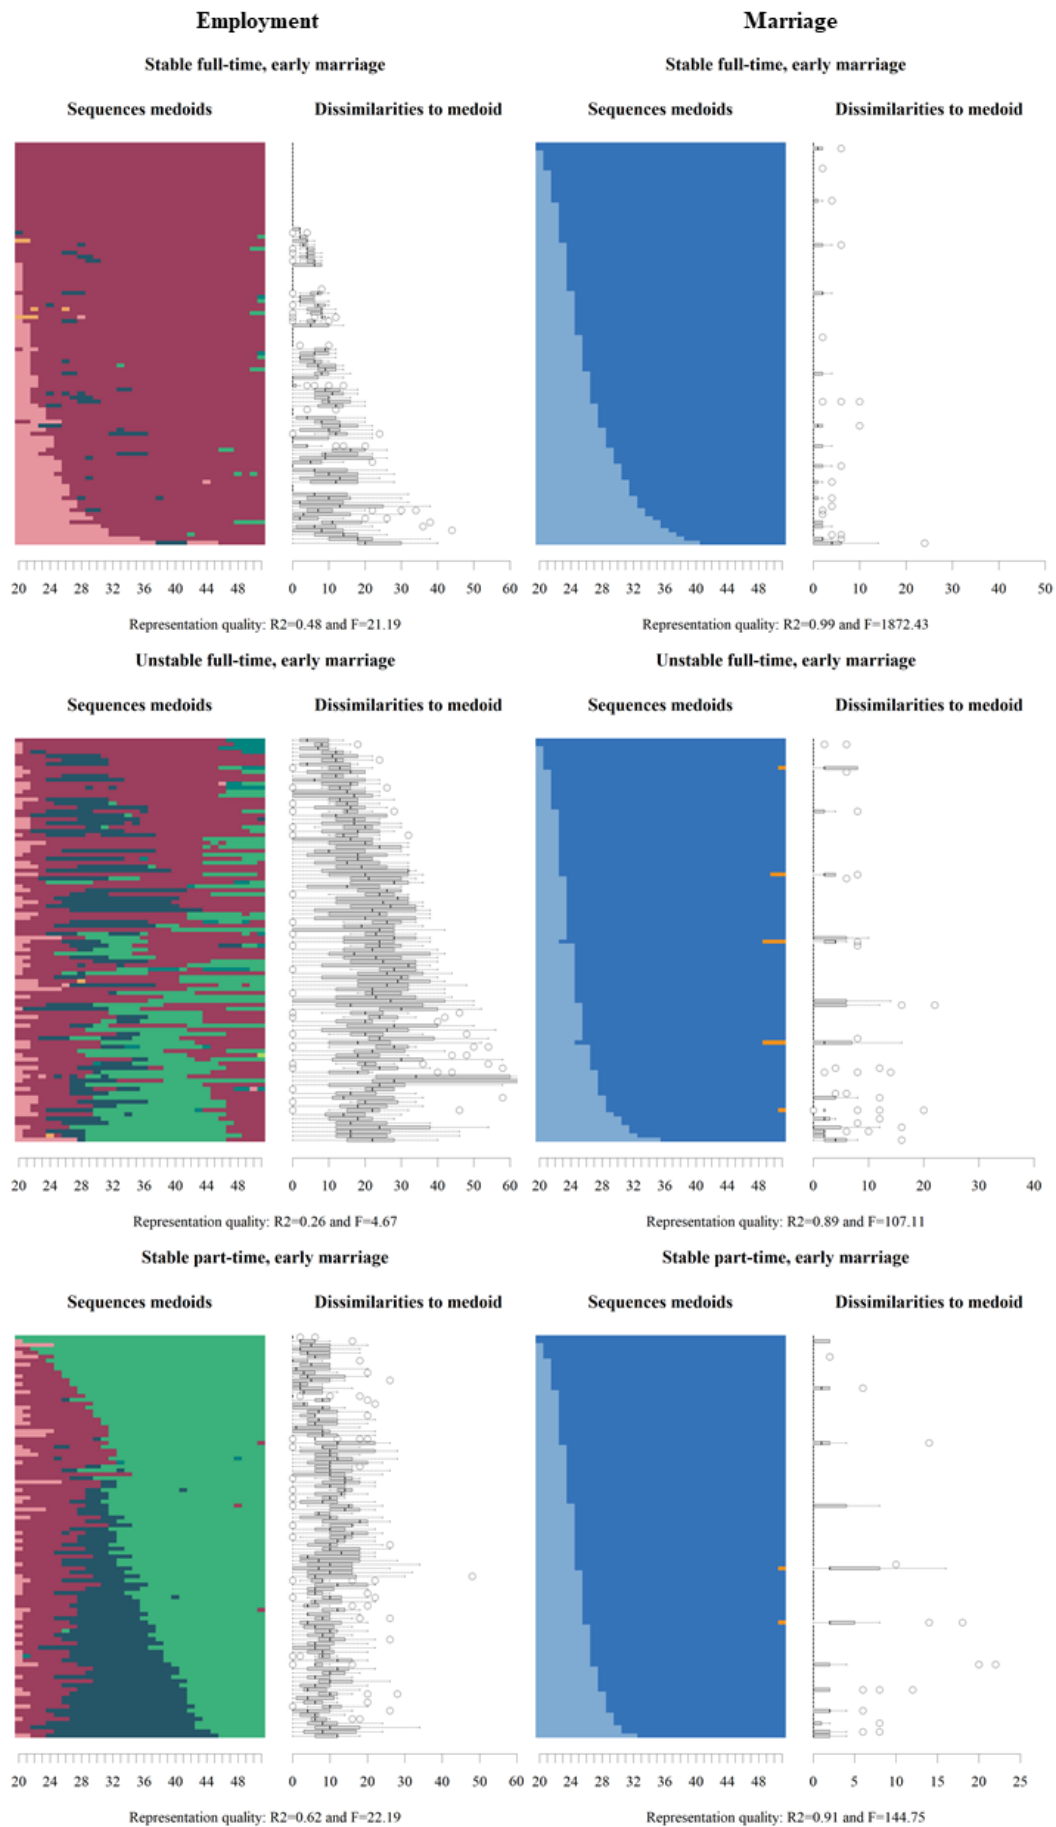 Employment Marriage
Stable full-time, early marriage Stable full-time, early marriage
Sequences medoids Dissimilarities to medoid Sequences medoids Dissimilarities to medoid
20 24 28 32 36 40 44 48 0 10 20 30 40 50 60 20 24 28 32 36 40 44 48 0 10 20 30 40 50
Representation quality: R2=0.48 and F=21.19 Representation quality: R2=0.99 and F=1872.43
Unstable full-time, early marriage Unstable full-time, early marriage
Sequences medoids Dissimilarities to medoid Sequences medoids Dissimilarities to medoid
20 24 28 32 36 40 44 48 0 10 20 30 40 50 60 20 24 28 32 36 40 44 48 0 10 20 30 40
Representation quality: R2=0.26 and F=4.67 Representation quality: R2=0.89 and F=107.11
Stable part-time, early marriage Stable part-time, early marriage
Sequences medoids Dissimilarities to medoid Sequences medoids Dissimilarities to medoid
20 24 28 32 36 40 44 48 0 10 20 30 40 50 60 20 24 28 32 36 40 44 48 0 5 10 15 20 25
Representation quality: R2=0.62 and F=22.19 Representation quality: R2=0.91 and F=144.75